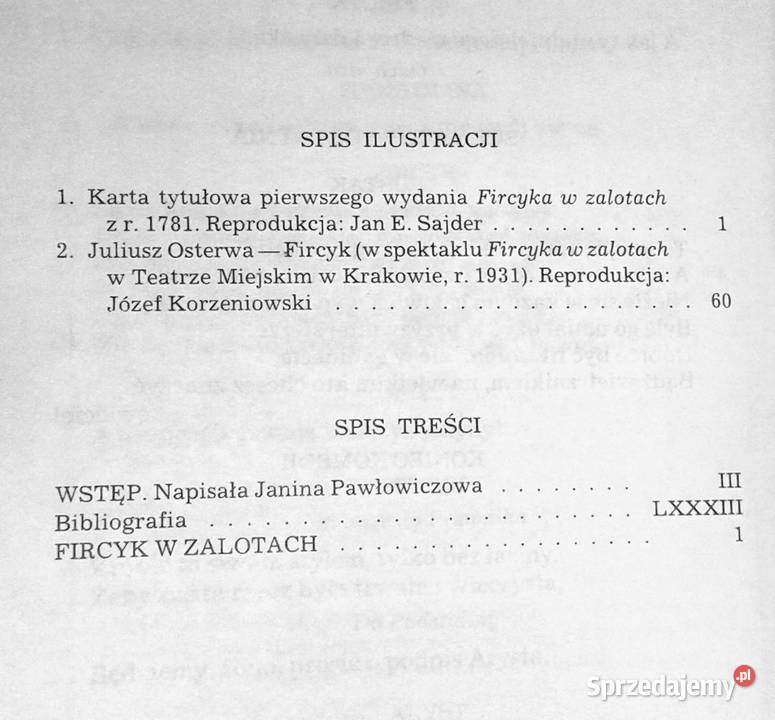 SPIS ILUSTRACJI
1. Karta tytułowa pierwszego wydania Fircyka w zalotach
z r. 1781. Reprodukcja: Jan E. Sajder . . . . . . . . . . . . 1
2. Juliusz Osterwa — Fircyk (w spektaklu Fircyka w zalotach
w Teatrze Miejskim w Krakowie, r. 1931). Reprodukcja:
Józef Korzeniowski . . . . . . . . . . . . . . . . . . . . . 60
SPIS TREŚCI
WSTĘP. Napisała Janina Pawłowiczowa . . . . . . . . III
Bibliografia . . . . . . . . . . . . . . . . . . . . . . . LXXXIII
FIRCYK W ZALOTACH . . . . . . . . . . . . . . . . . 1
Sprzedajemy.pl